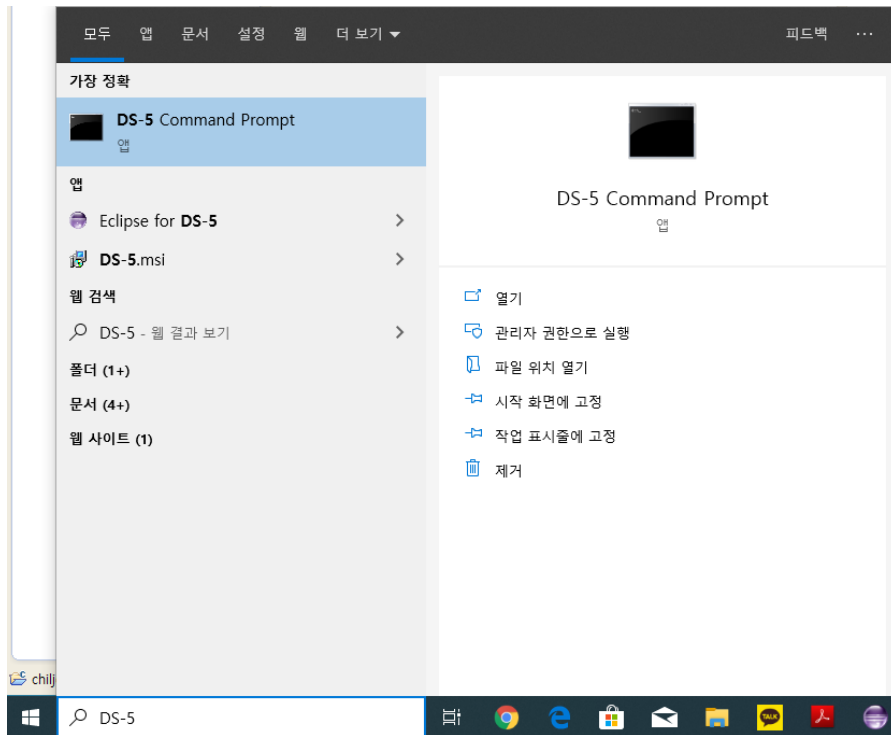 모두 앱 문서 설정 웹 더 보기 피드백 ...
가장 정확
DS-5 Command Prompt
앱
앱
Eclipse for DS-5
DS-5.msi
웹 검색
DS-5 - 웹 결과 보기
폴더 (1+)
문서 (4+)
웹 사이트 (1)
DS-5 Command Prompt
앱
열기
관리자 권한으로 실행
파일 위치 열기
시작 화면에 고정
작업 표시줄에 고정
제거
chilj
DS-5
TALK